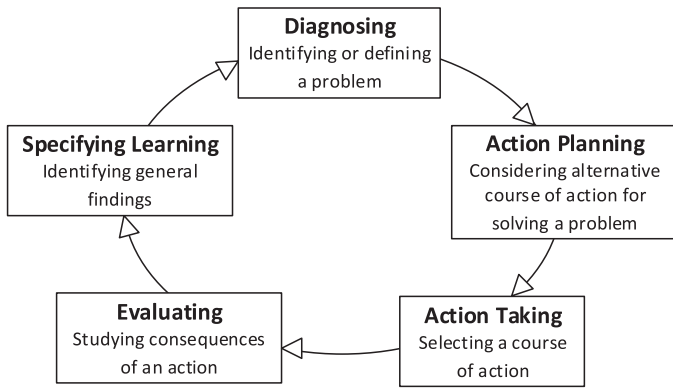 Diagnosing
Identifying or defining
a problem
Action Planning
Considering alternative
course of action for
solving a problem
Action Taking
Selecting a course
of action
Evaluating
Studying consequences
of an action
Specifying Learning
Identifying general
findings